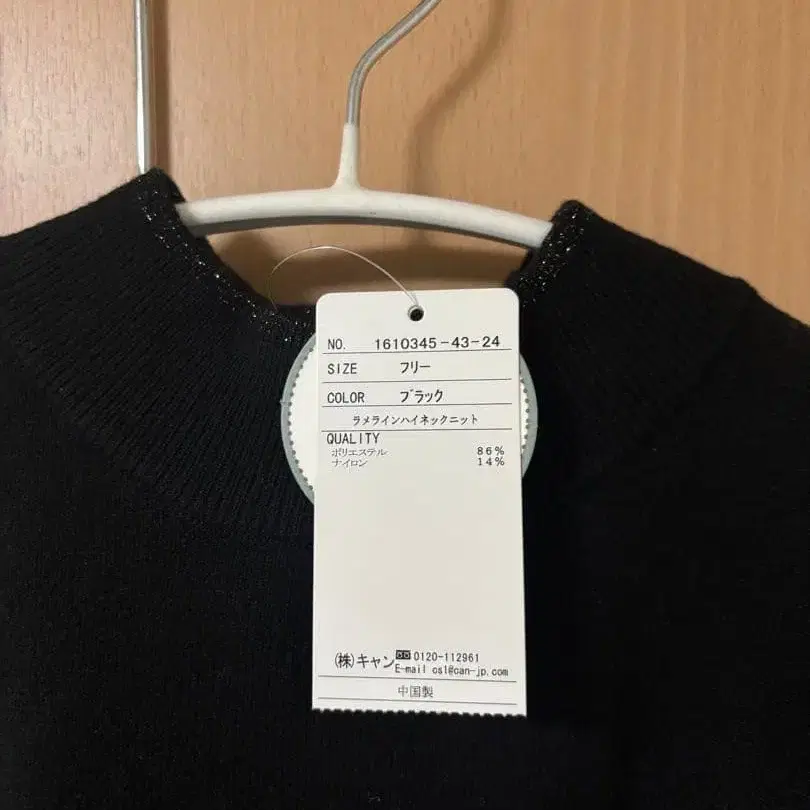 NO. 1610345-43-24
SIZE フリー
COLOR ブラック
ラメラインハイネックニット
QUALITY
ポリエステル 86%
ナイロン 14%
(株)キャン 0120-112961
E-mail csl@can-jp.com
中国製